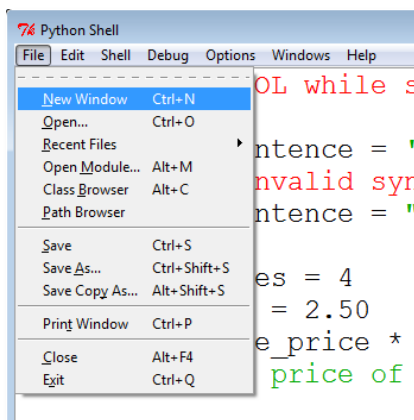 Python Shell
File Edit Shell Debug Options Windows Help
OL while s
New Window Ctrl+N
Open... Ctrl+O
Recent Files
ntence = "
Open Module... Alt+M
Class Browser Alt+C
nvalid syn
Path Browser
ntence = "
Save Ctrl+S
Save As... Ctrl+Shift+S
es = 4
Save Copy As... Alt+Shift+S
= 2.50
Print Window Ctrl+P
e_price *
Close Alt+F4
price of
Exit Ctrl+Q